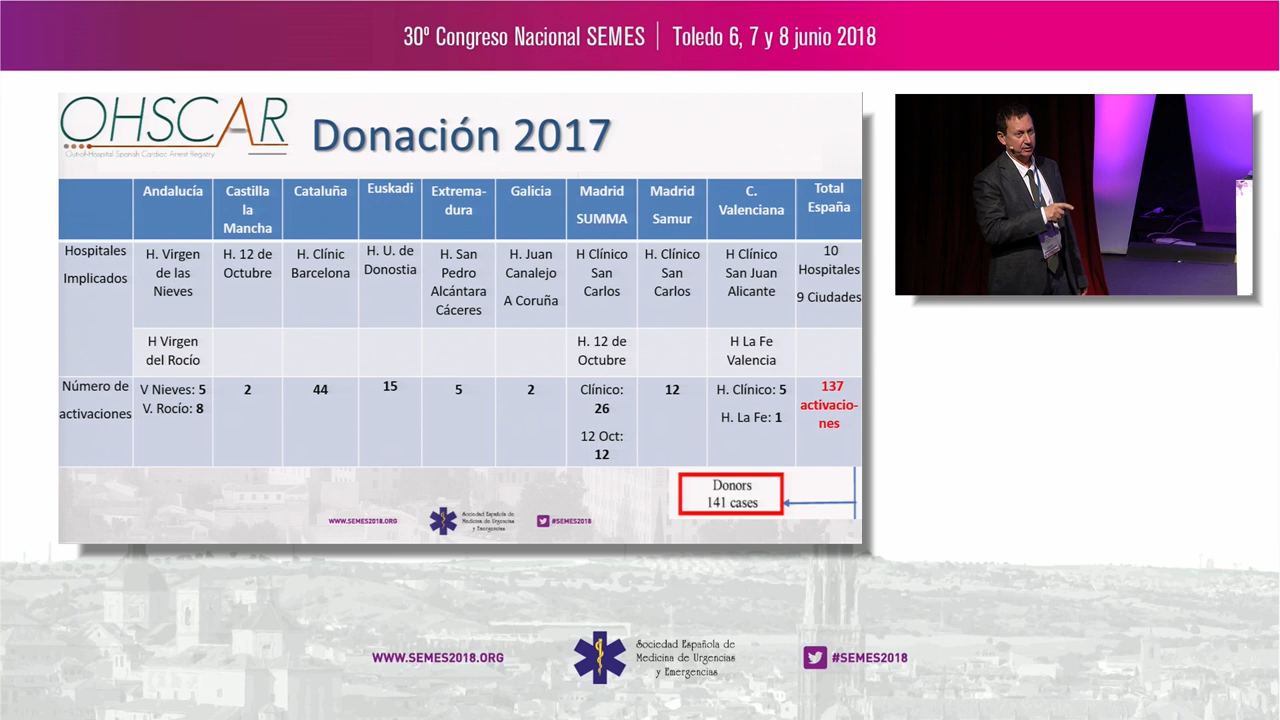 30º Congreso Nacional SEMES | Toledo 6, 7 y 8 junio 2018
OHSCAR
Out-of-Hospital Spanish Cardiac Arrest Registry
Donación 2017
Andalucía
Castilla
la
Mancha
Cataluña
Euskadi
Extrema-
dura
Galicia
Madrid
SUMMA
Madrid
Samur
C.
Valenciana
Total
España
Hospitales
Implicados
H. Virgen
de las
Nieves
H. 12 de
Octubre
H. Clínic
Barcelona
H. U. de
Donostia
H. San
Pedro
Alcántara
Cáceres
H. Juan
Canalejo
A Coruña
H Clínico
San
Carlos
H. Clínico
San
Carlos
H Clínico
San Juan
Alicante
10
Hospitales
9 Ciudades
H Virgen
del Rocío
H. 12 de
Octubre
H La Fe
Valencia
Número de
activaciones
V Nieves: 5
V. Rocío: 8
2
44
15
5
2
Clínico:
26
12 Oct:
12
12
H. Clínico: 5
H. La Fe: 1
137
activacio-
nes
Donors
141 cases
WWW.SEMES2018.ORG
Sociedad Española de
Medicina de Urgencias
y Emergencias
#SEMES2018
WWW.SEMES2018.ORG
Sociedad Española de
Medicina de Urgencias
y Emergencias
#SEMES2018